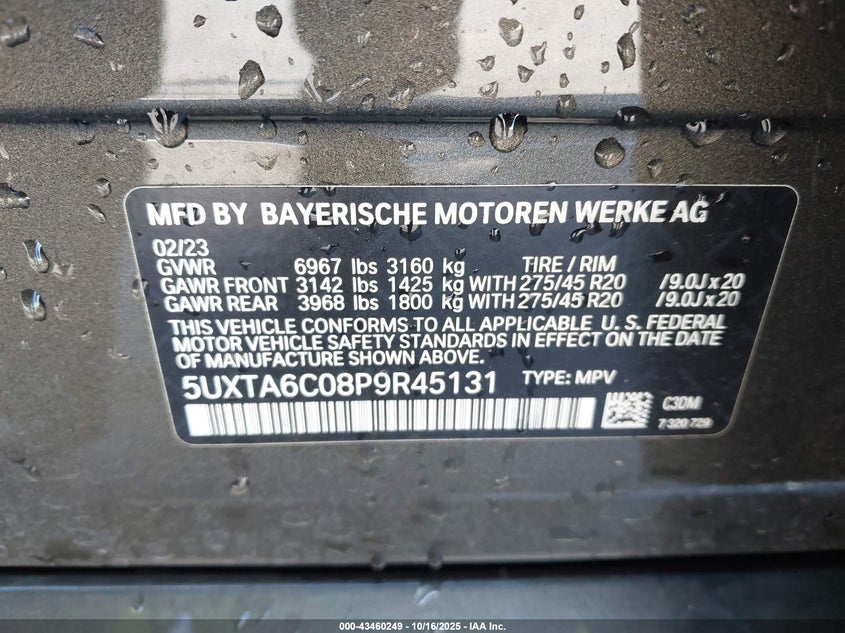 MFD BY BAYERISCHE MOTOREN WERKE AG
02/23
GVWR 6967 lbs 3160 kg TIRE / RIM
GAWR FRONT 3142 lbs 1425 kg WITH 275/45 R20 /9.0J x 20
GAWR REAR 3968 lbs 1800 kg WITH 275/45 R20 /9.0J x 20
THIS VEHICLE CONFORMS TO ALL APPLICABLE U. S. FEDERAL
MOTOR VEHICLE SAFETY STANDARDS IN EFFECT ON THE DATE
OF MANUFACTURE SHOWN ABOVE.
5UXTA6C08P9R45131 TYPE: MPV
C3DM
7 320 729
000-43460249 - 10/16/2025 - IAA Inc.